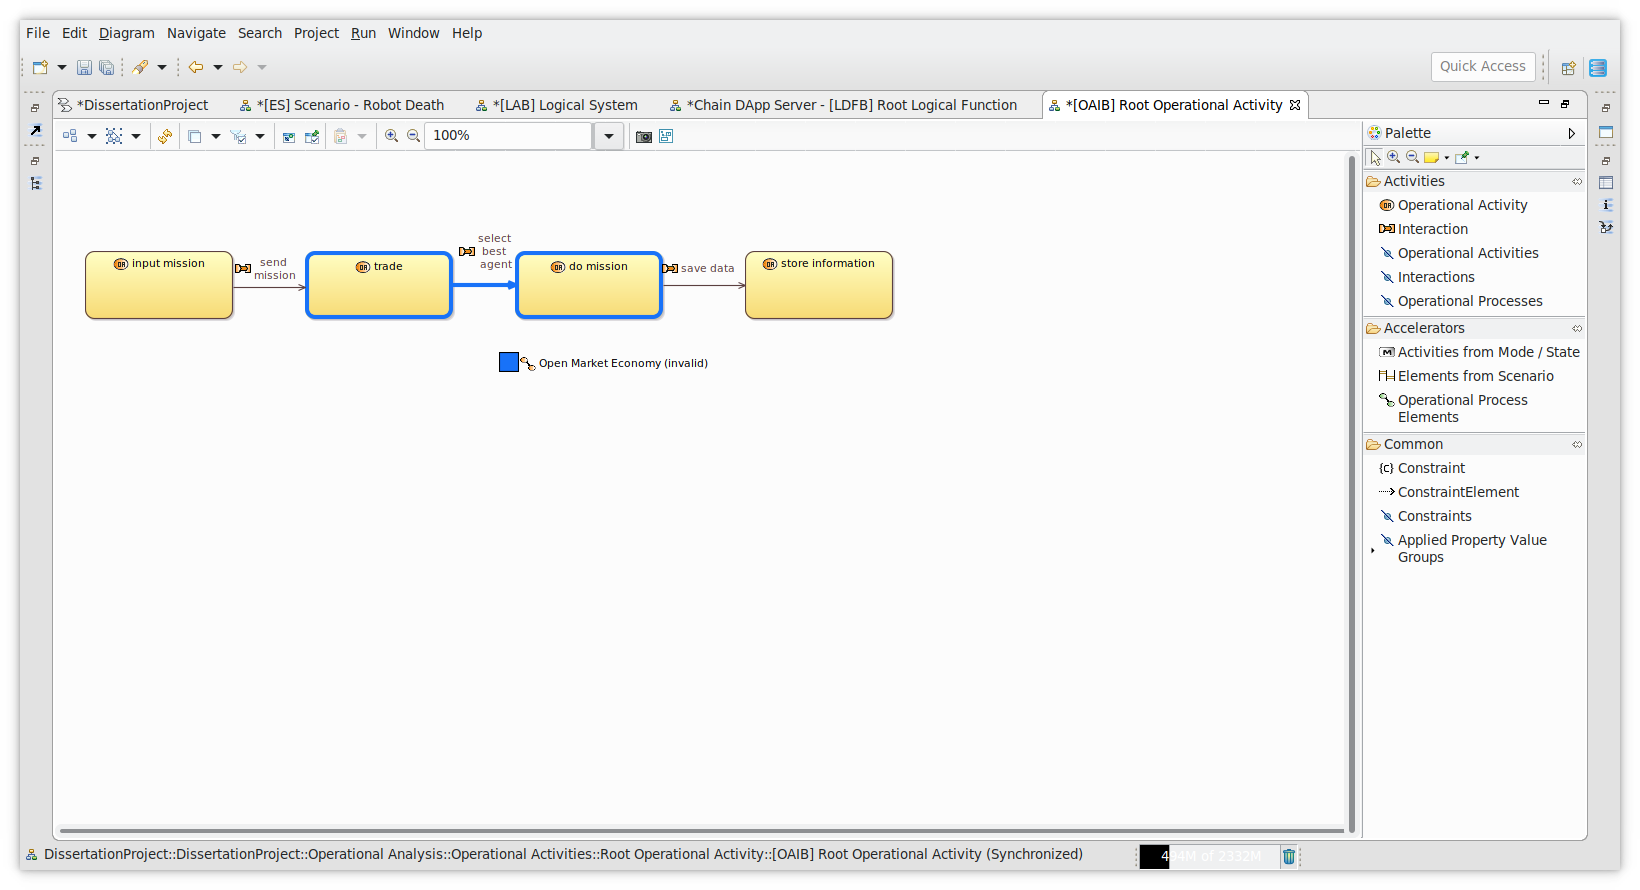 File Edit Diagram Navigate Search Project Run Window Help
Quick Access
*DissertationProject *[ES] Scenario - Robot Death *[LAB] Logical System *Chain DApp Server - [LDFB] Root Logical Function *[OAIB] Root Operational Activity
100%
Palette
Activities
Operational Activity
Interaction
Operational Activities
Interactions
Operational Processes
Accelerators
Activities from Mode / State
Elements from Scenario
Operational Process
Elements
Common
Constraint
ConstraintElement
Constraints
Applied Property Value
Groups
input mission
send
mission
trade
select
best
agent
do mission
save data
store information
Open Market Economy (invalid)
DissertationProject::DissertationProject::Operational Analysis::Operational Activities::Root Operational Activity::[OAIB] Root Operational Activity (Synchronized)
of 2332M